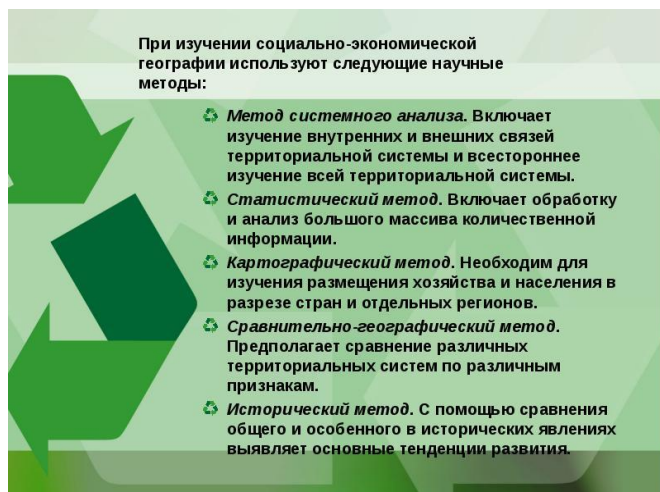 При изучении социально-экономической
географии используют следующие научные
методы:
Метод системного анализа. Включает
изучение внутренних и внешних связей
территориальной системы и всестороннее
изучение всей территориальной системы.
Статистический метод. Включает обработку
и анализ большого массива количественной
информации.
Картографический метод. Необходим для
изучения размещения хозяйства и населения в
разрезе стран и отдельных регионов.
Сравнительно-географический метод.
Предполагает сравнение различных
территориальных систем по различным
признакам.
Исторический метод. С помощью сравнения
общего и особенного в исторических явлениях
выявляет основные тенденции развития.